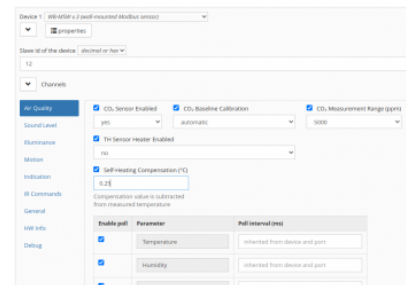 Device 1 WB-MSW v.3 (wall-mounted Modbus sensor)
properties
Slave id of the device decimal or hex
12
Channels
Air Quality
Sound Level
Illuminance
Motion
Indication
IR Commands
General
HW Info
Debug
CO₂ Sensor Enabled CO₂ Baseline Calibration CO₂ Measurement Range (ppm)
yes automatic 5000
TH Sensor Heater Enabled
no
Self-Heating Compensation (°C)
0.25
Compensation value is subtracted
from measured temperature
Enable poll Parameter Poll interval (ms)
Temperature inherited from device and port
Humidity inherited from device and port